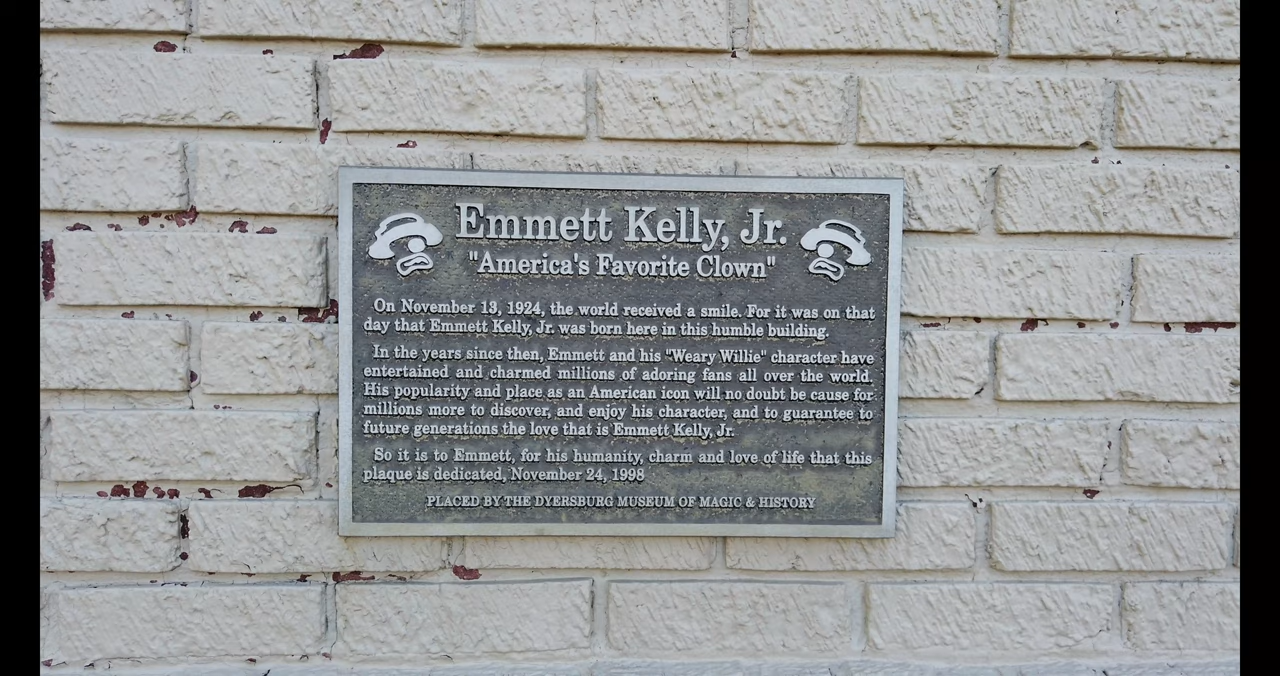 Emmett Kelly, Jr.
"America's Favorite Clown"
On November 13, 1924, the world received a smile. For it was on that
day that Emmett Kelly, Jr. was born here in this humble building.
In the years since then, Emmett and his "Weary Willie" character have
entertained and charmed millions of adoring fans all over the world.
His popularity and place as an American icon will no doubt be cause for
millions more to discover, and enjoy his character, and to guarantee to
future generations the love that is Emmett Kelly, Jr.
So it is to Emmett, for his humanity, charm and love of life that this
plaque is dedicated, November 24, 1998
PLACED BY THE DYERSBURG MUSEUM OF MAGIC & HISTORY